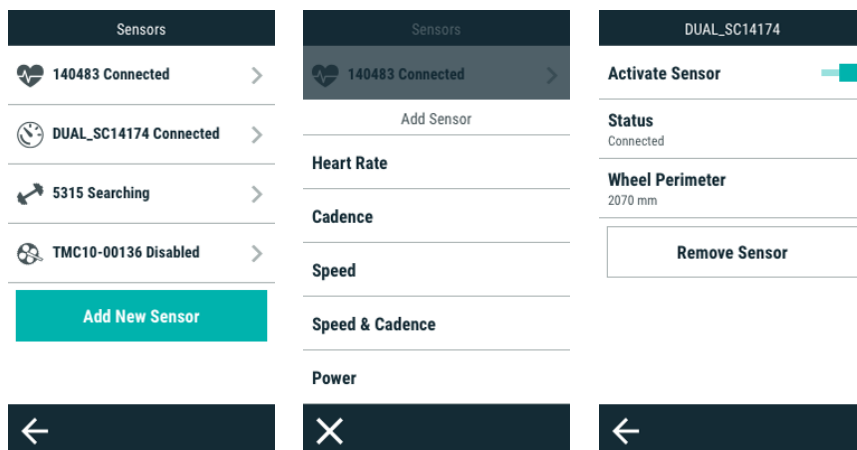 Sensors
140483 Connected
DUAL_SC14174 Connected
5315 Searching
TMC10-00136 Disabled
Add New Sensor
Sensors
140483 Connected
Add Sensor
Heart Rate
Cadence
Speed
Speed & Cadence
Power
DUAL_SC14174
Activate Sensor
Status
Connected
Wheel Perimeter
2070 mm
Remove Sensor